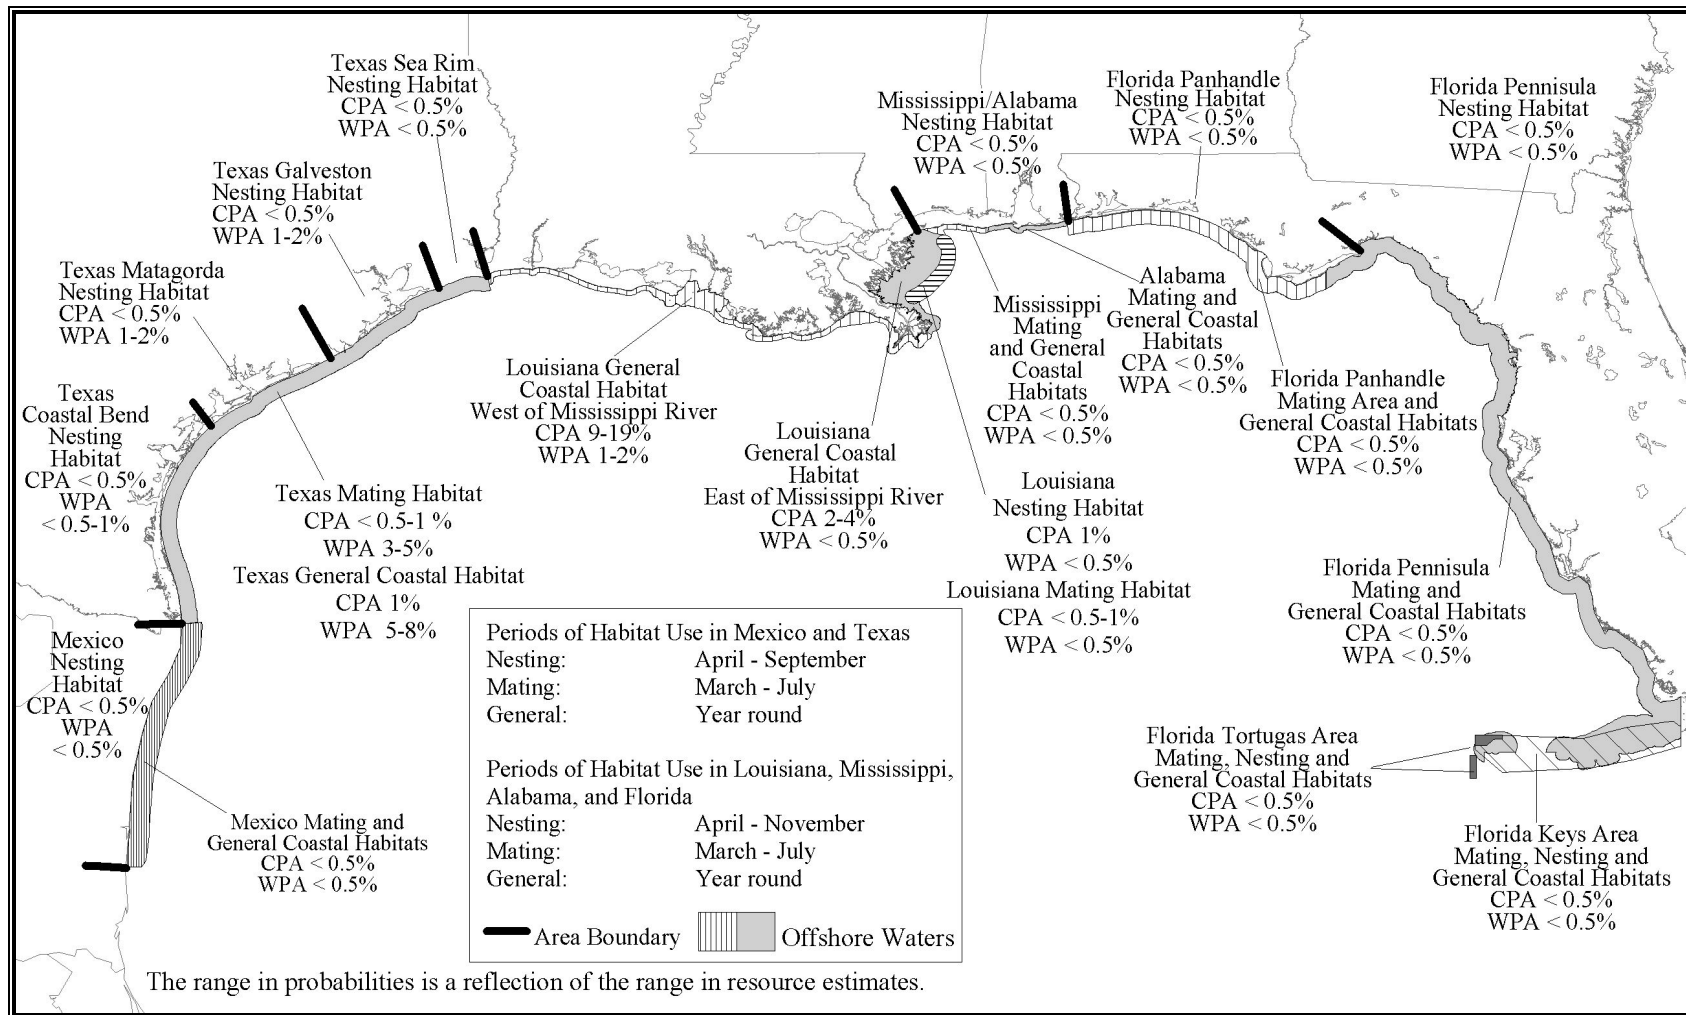 Texas Sea Rim
Nesting Habitat
CPA < 0.5%
WPA < 0.5%
Texas Galveston
Nesting Habitat
CPA < 0.5%
WPA 1-2%
Texas Matagorda
Nesting Habitat
CPA < 0.5%
WPA 1-2%
Texas
Coastal Bend
Nesting
Habitat
CPA < 0.5%
WPA
< 0.5-1%
Mexico
Nesting
Habitat
CPA < 0.5%
WPA
< 0.5%
Mexico Mating and
General Coastal Habitats
CPA < 0.5%
WPA < 0.5%
Texas Mating Habitat
CPA < 0.5-1 %
WPA 3-5%
Texas General Coastal Habitat
CPA 1%
WPA 5-8%
Louisiana General
Coastal Habitat
West of Mississippi River
CPA 9-19%
WPA 1-2%
Louisiana
General Coastal
Habitat
East of Mississippi River
CPA 2-4%
WPA < 0.5%
Mississippi/Alabama
Nesting Habitat
CPA < 0.5%
WPA < 0.5%
Mississippi
Mating
and General
Coastal
Habitats
CPA < 0.5%
WPA < 0.5%
Louisiana
Nesting Habitat
CPA 1%
WPA < 0.5%
Louisiana Mating Habitat
CPA < 0.5-1%
WPA < 0.5%
Alabama
Mating and
General Coastal
Habitats
CPA < 0.5%
WPA < 0.5%
Florida Panhandle
Nesting Habitat
CPA < 0.5%
WPA < 0.5%
Florida Panhandle
Mating Area and
General Coastal Habitats
CPA < 0.5%
WPA < 0.5%
Florida Pennisula
Nesting Habitat
CPA < 0.5%
WPA < 0.5%
Florida Pennisula
Mating and
General Coastal Habitats
CPA < 0.5%
WPA < 0.5%
Florida Tortugas Area
Mating, Nesting and
General Coastal Habitats
CPA < 0.5%
WPA < 0.5%
Florida Keys Area
Mating, Nesting and
General Coastal Habitats
CPA < 0.5%
WPA < 0.5%
Periods of Habitat Use in Mexico and Texas
Nesting: April - September
Mating: March - July
General: Year round
Periods of Habitat Use in Louisiana, Mississippi,
Alabama, and Florida
Nesting: April - November
Mating: March - July
General: Year round
Area Boundary Offshore Waters
The range in probabilities is a reflection of the range in resource estimates.